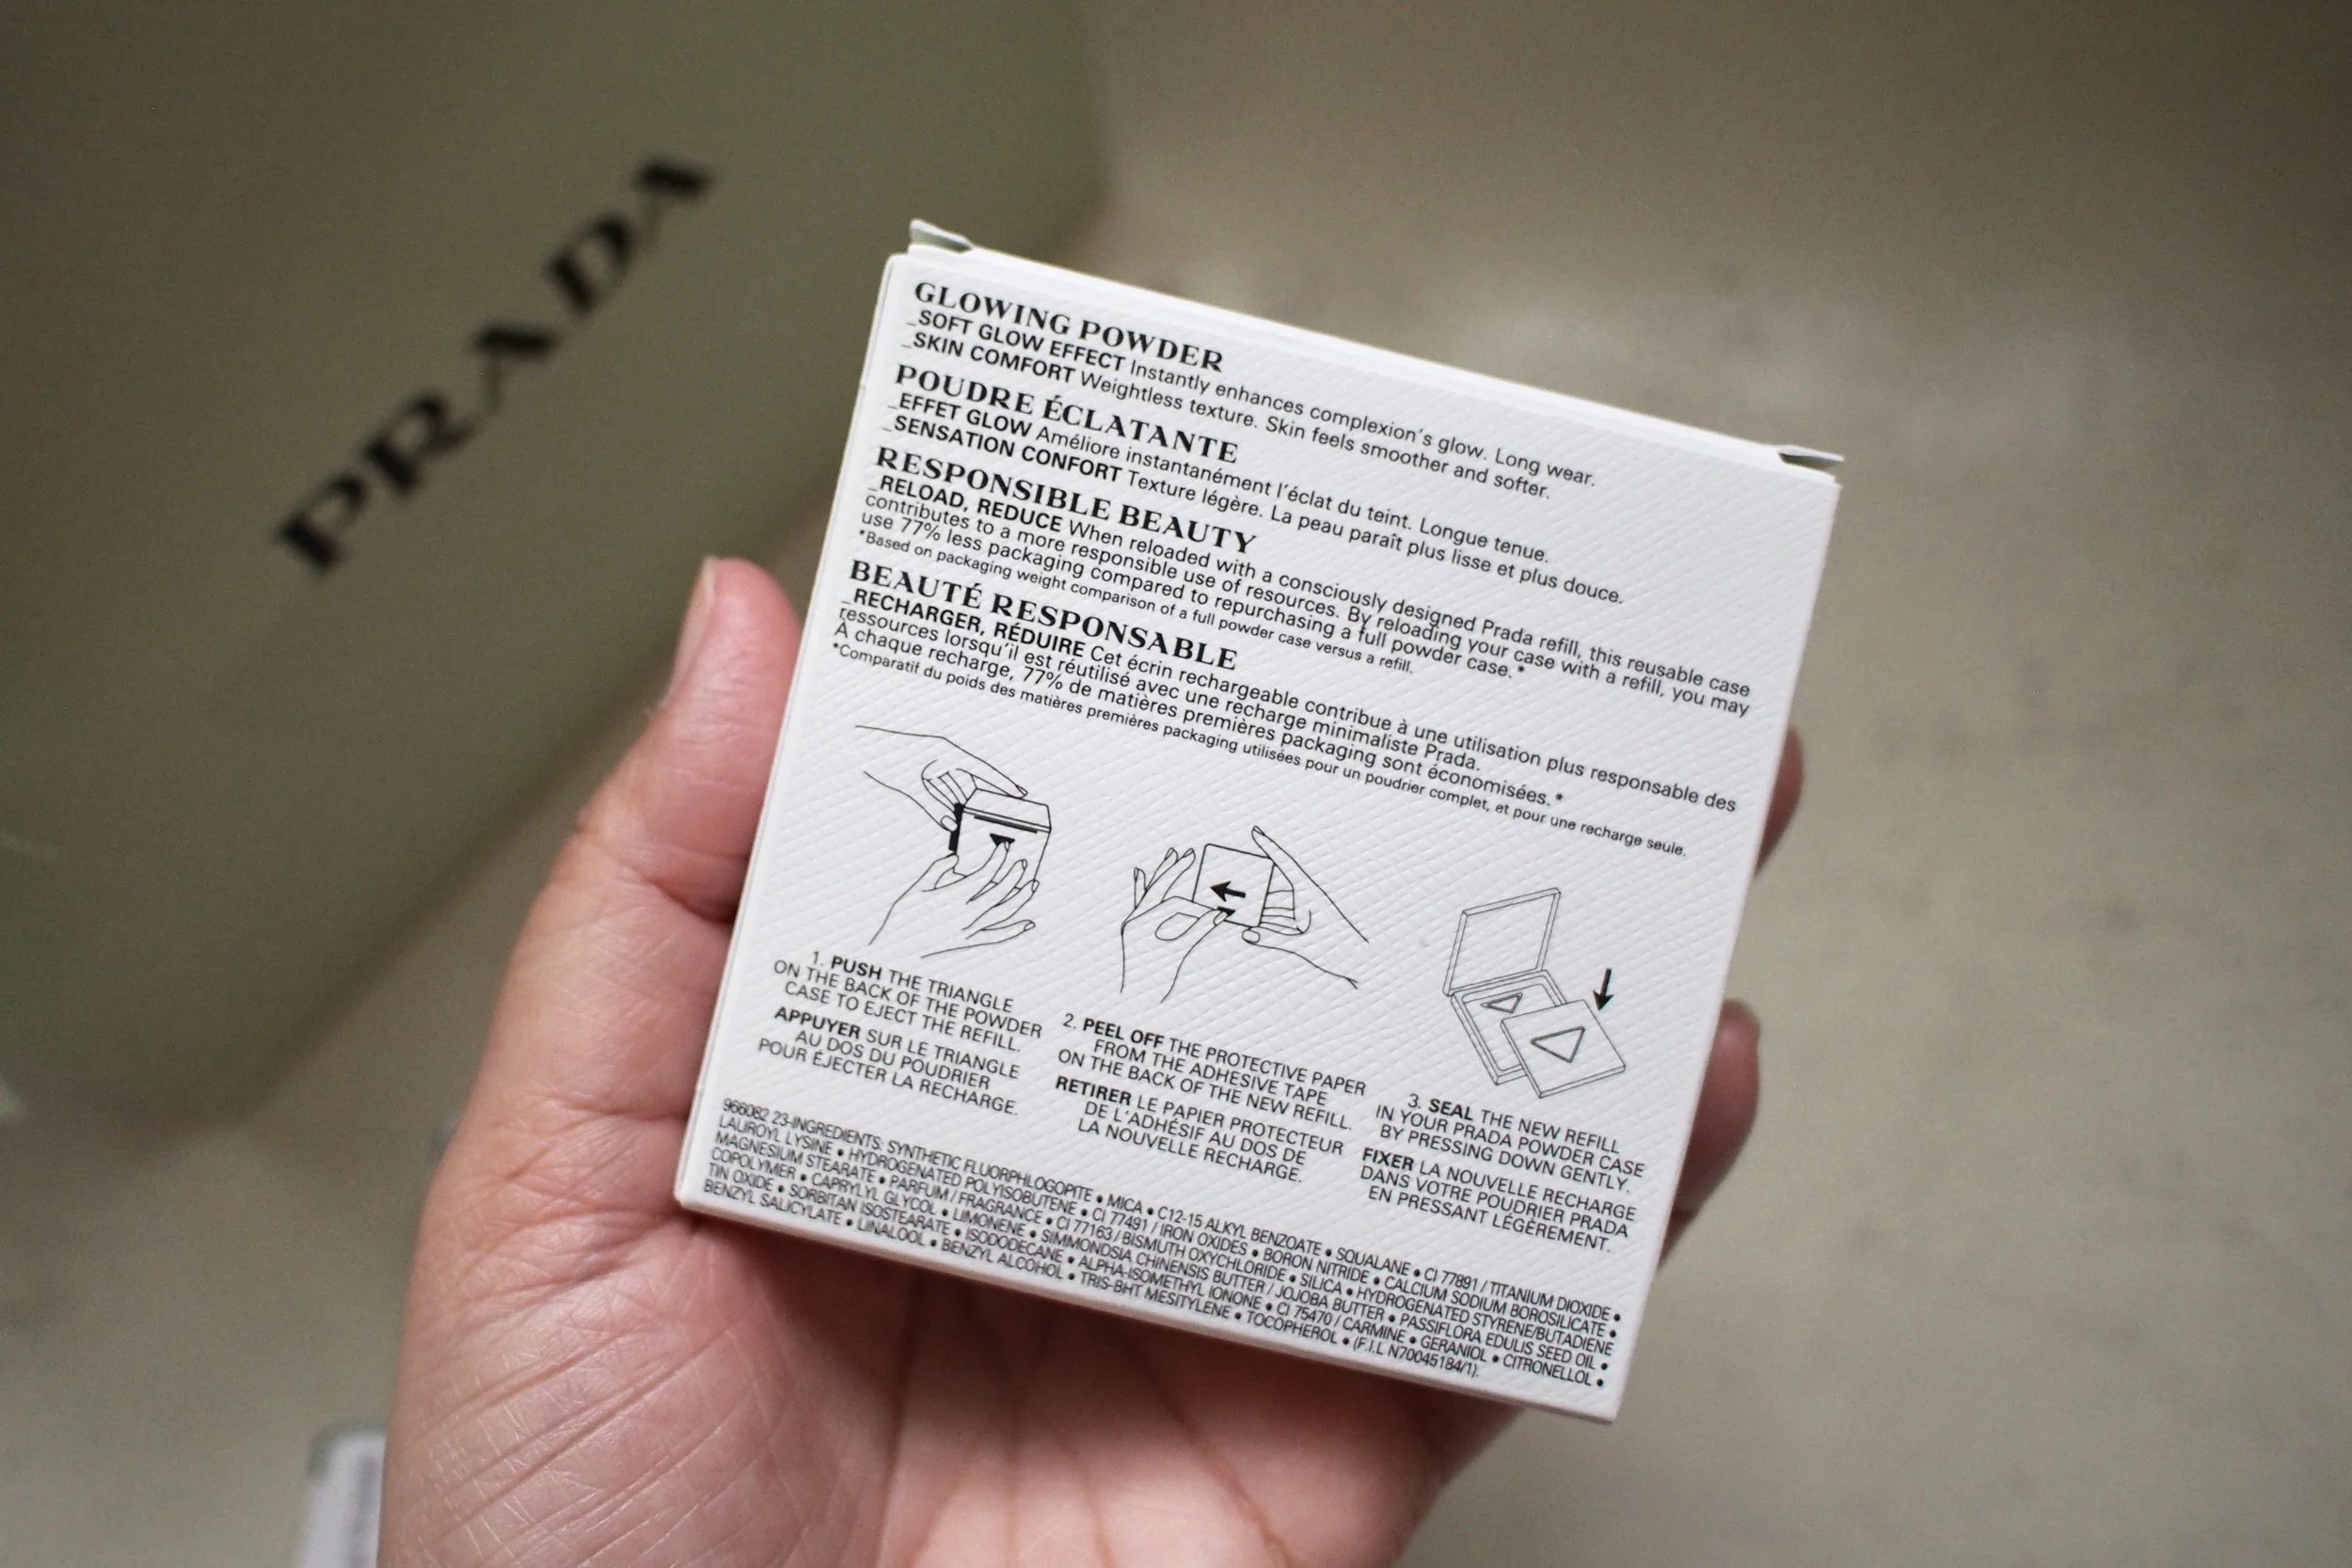 PRADA
GLOWING POWDER
_SOFT GLOW EFFECT Instantly enhances complexion's glow. Long wear.
_SKIN COMFORT Weightless texture. Skin feels smoother and softer.
POUDRE ÉCLATANTE
_EFFET GLOW Améliore instantanément l'éclat du teint. Longue tenue.
_SENSATION CONFORT Texture légère. La peau paraît plus lisse et plus douce.
RESPONSIBLE BEAUTY
_RELOAD, REDUCE When reloaded with a consciously designed Prada refill, this reusable case
contributes to a more responsible use of resources. By reloading your case with a refill, you may
use 77% less packaging compared to repurchasing a full powder case.*
*Based on packaging weight comparison of a full powder case versus a refill.
BEAUTÉ RESPONSABLE
_RECHARGER, RÉDUIRE Cet écrin rechargeable contribue à une utilisation plus responsable des
ressources lorsqu'il est réutilisé avec une recharge minimaliste Prada.
À chaque recharge, 77% de matières premières packaging sont économisées.*
*Comparatif du poids des matières premières packaging utilisées pour un poudrier complet, et pour une recharge seule.
1. PUSH THE TRIANGLE
ON THE BACK OF THE POWDER
CASE TO EJECT THE REFILL.
APPUYER SUR LE TRIANGLE
AU DOS DU POUDRIER
POUR ÉJECTER LA RECHARGE.
2. PEEL OFF THE PROTECTIVE PAPER
FROM THE ADHESIVE TAPE
ON THE BACK OF THE NEW REFILL.
RETIRER LE PAPIER PROTECTEUR
DE L'ADHÉSIF AU DOS DE
LA NOUVELLE RECHARGE.
3. SEAL THE NEW REFILL
IN YOUR PRADA POWDER CASE
BY PRESSING DOWN GENTLY.
FIXER LA NOUVELLE RECHARGE
DANS VOTRE POUDRIER PRADA
EN PRESSANT LÉGÈREMENT.
966082 23-INGREDIENTS: SYNTHETIC FLUORPHLOGOPITE • MICA • C12-15 ALKYL BENZOATE • SQUALANE • CI 77891 / TITANIUM DIOXIDE •
LAUROYL LYSINE • HYDROGENATED POLYISOBUTENE • CI 77491 / IRON OXIDES • BORON NITRIDE • CALCIUM SODIUM BOROSILICATE •
MAGNESIUM STEARATE • PARFUM / FRAGRANCE • CI 77163 / BISMUTH OXYCHLORIDE • SILICA • HYDROGENATED STYRENE/BUTADIENE
COPOLYMER • CAPRYLYL GLYCOL • LIMONENE • SIMMONDSIA CHINENSIS BUTTER / JOJOBA BUTTER • PASSIFLORA EDULIS SEED OIL •
TIN OXIDE • SORBITAN ISOSTEARATE • ISODODECANE • ALPHA-ISOMETHYL IONONE • CI 75470 / CARMINE • GERANIOL • CITRONELLOL •
BENZYL SALICYLATE • LINALOOL • BENZYL ALCOHOL • TRIS-BHT MESITYLENE • TOCOPHEROL • (F.I.L. N70045184/1).